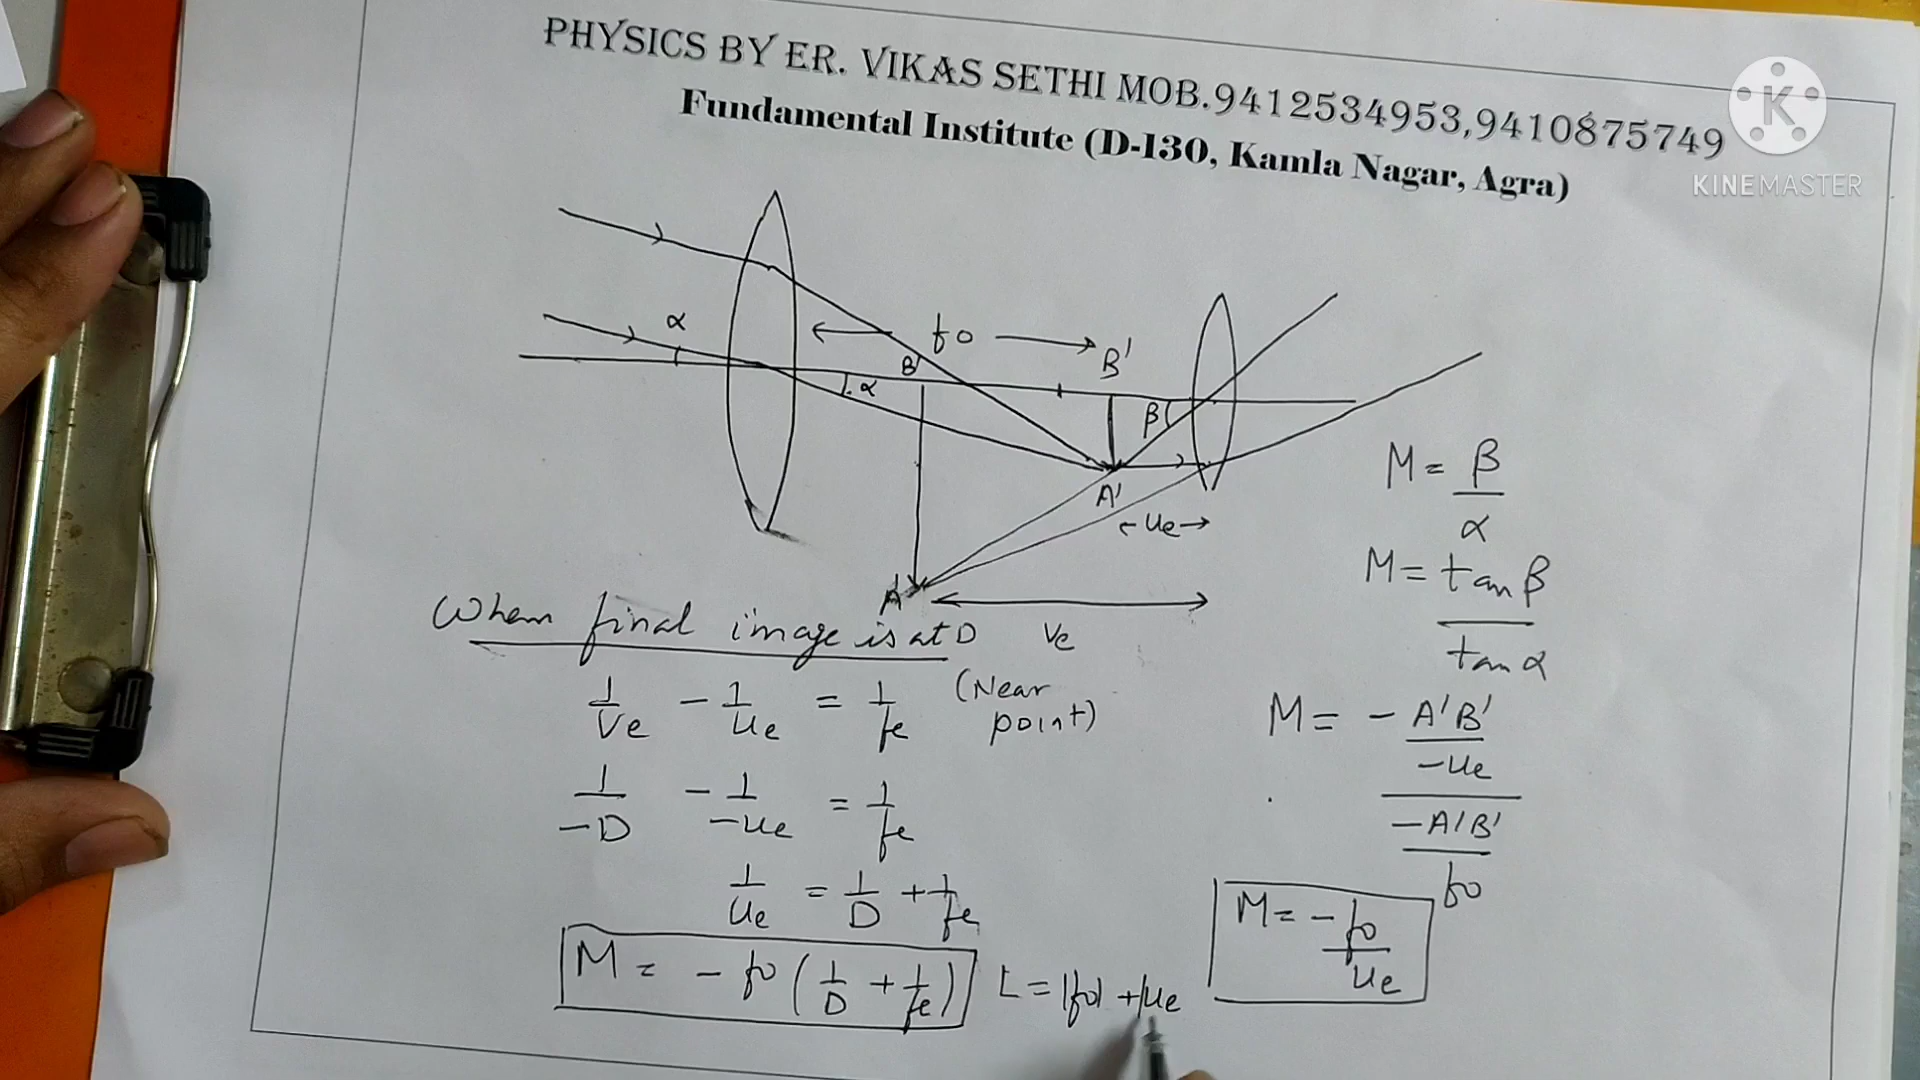 PHYSICS BY ER. VIKAS SETHI MOB.9412534953,9410875749
Fundamental Institute (D-130, Kamla Nagar, Agra)
K
KINEMASTER
α
← fo →
B'
B'
α
β
A'
←ue→
A'
ve
M = β/α
M = tan β / tan α
When final image is at D
(Near point)
1/ve - 1/ue = 1/fe
M = - A'B'/-ue / -A'B'/fo
1/-D - 1/-ue = 1/fe
1/ue = 1/D + 1/fe
M = - fo/ue
M = - fo (1/D + 1/fe)
L = |fo| + |ue